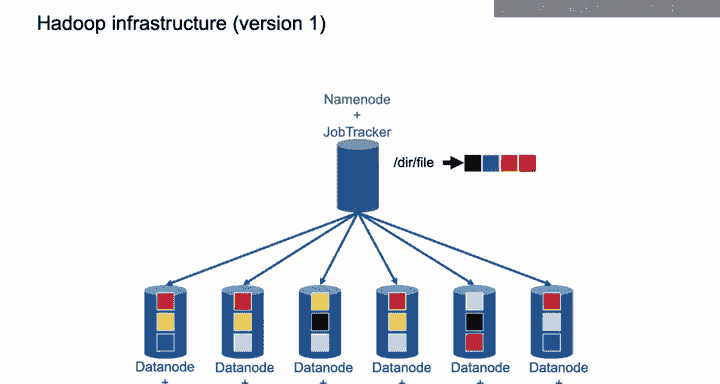 Hadoop infrastructure (version 1)
Namenode
+
JobTracker
/dir/file
Datanode Datanode Datanode Datanode Datanode Datanode
+ + + + + +